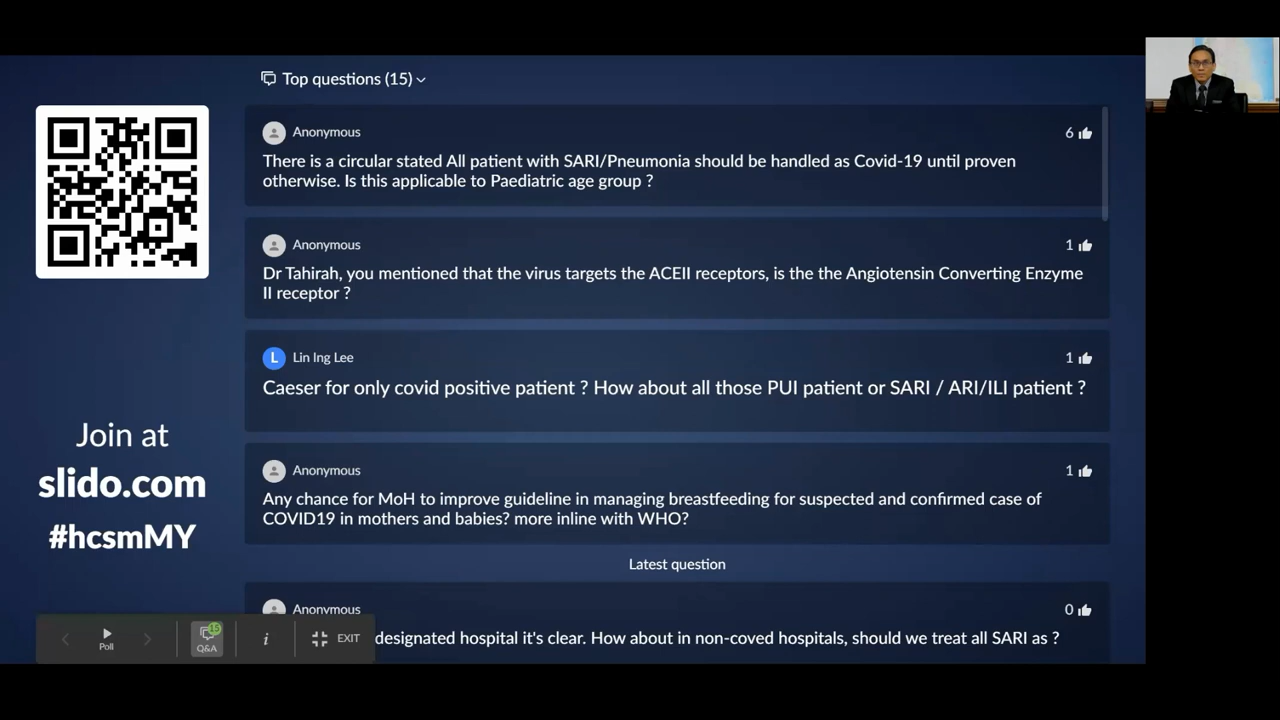 Top questions (15)
Anonymous
6
There is a circular stated All patient with SARI/Pneumonia should be handled as Covid-19 until proven
otherwise. Is this applicable to Paediatric age group ?
Anonymous
1
Dr Tahirah, you mentioned that the virus targets the ACEII receptors, is the the Angiotensin Converting Enzyme
II receptor ?
L
Lin Ing Lee
1
Caeser for only covid positive patient ? How about all those PUI patient or SARI / ARI/ILI patient ?
Anonymous
1
Any chance for MoH to improve guideline in managing breastfeeding for suspected and confirmed case of
COVID19 in mothers and babies? more inline with WHO?
Latest question
Anonymous
0
designated hospital it's clear. How about in non-coved hospitals, should we treat all SARI as ?
Join at
slido.com
#hcsmMY
Poll
15
Q&A
i
EXIT